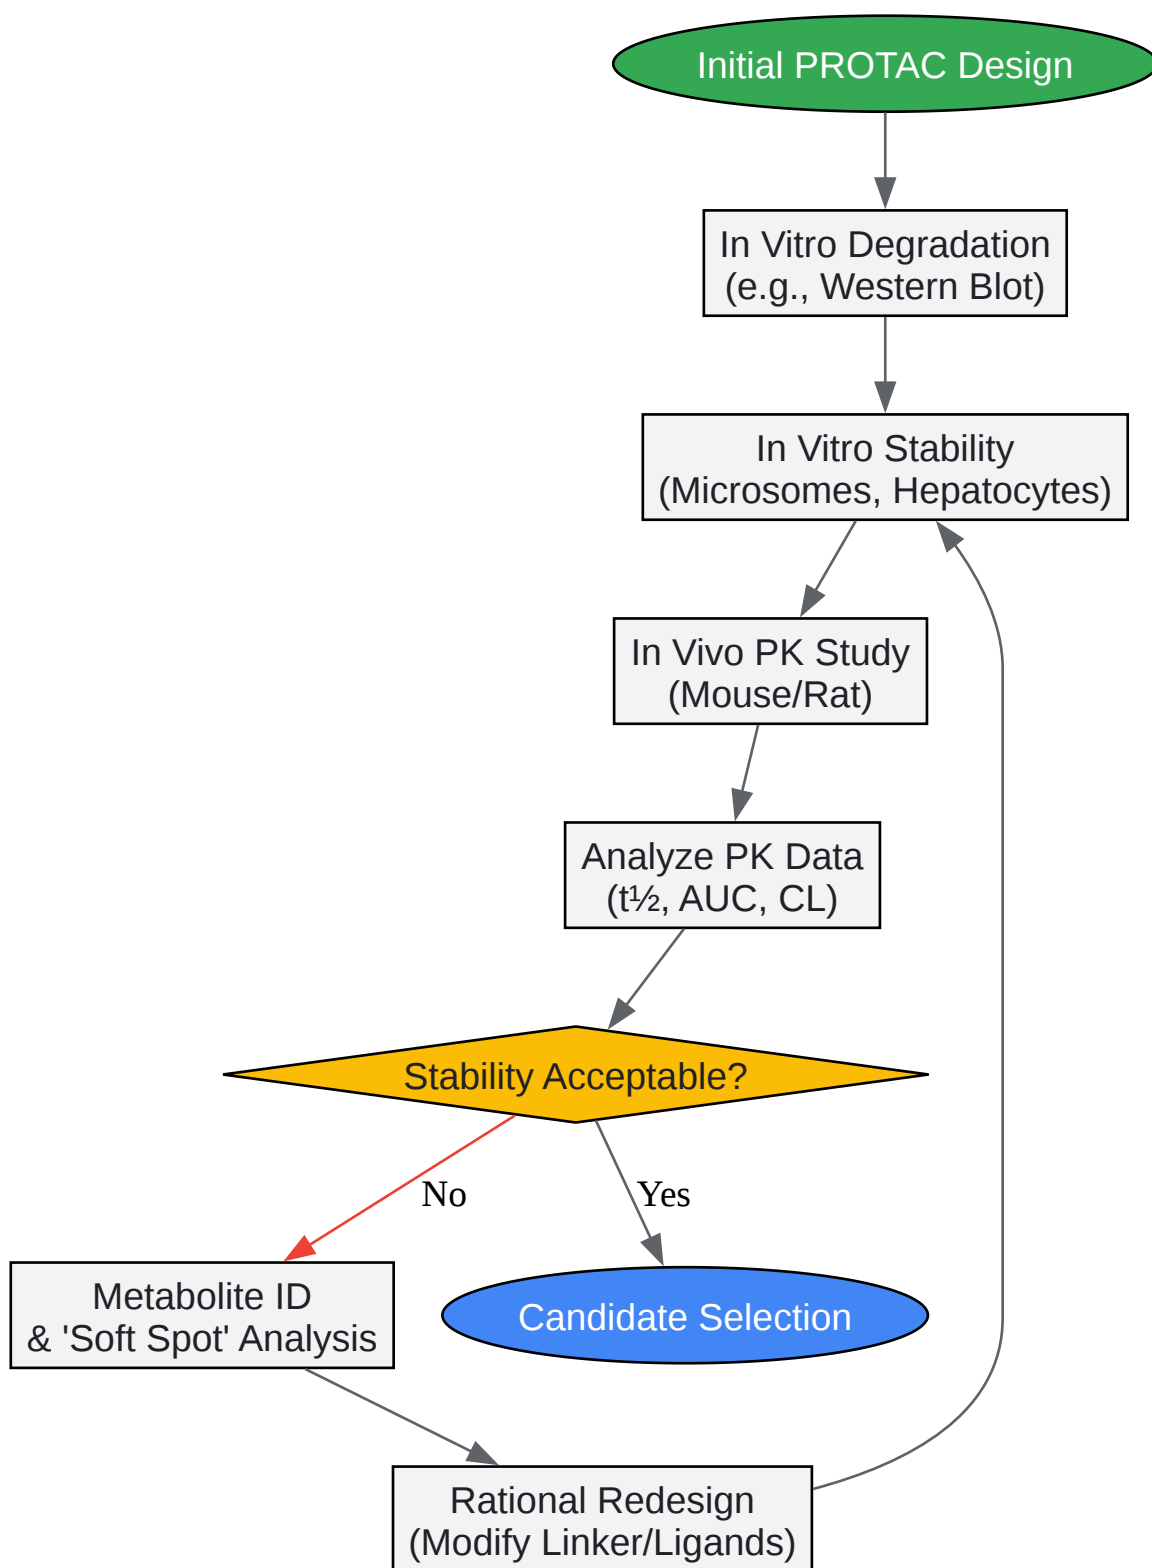 Initial PROTAC Design
In Vitro Degradation
(e.g., Western Blot)
In Vitro Stability
(Microsomes, Hepatocytes)
In Vivo PK Study
(Mouse/Rat)
Analyze PK Data
(t½, AUC, CL)
Stability Acceptable?
No
Yes
Metabolite ID
& 'Soft Spot' Analysis
Candidate Selection
Rational Redesign
(Modify Linker/Ligands)